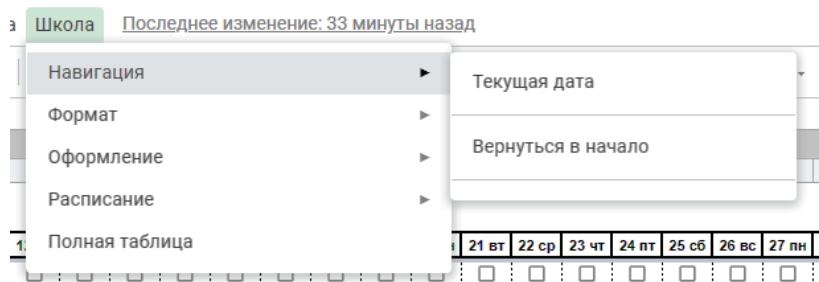 а Школа Последнее изменение: 33 минуты назад
Навигация
Текущая дата
Формат
Вернуться в начало
Оформление
Расписание
Полная таблица
21 вт 22 ср 23 чт 24 пт 25 сб 26 вс 27 пн